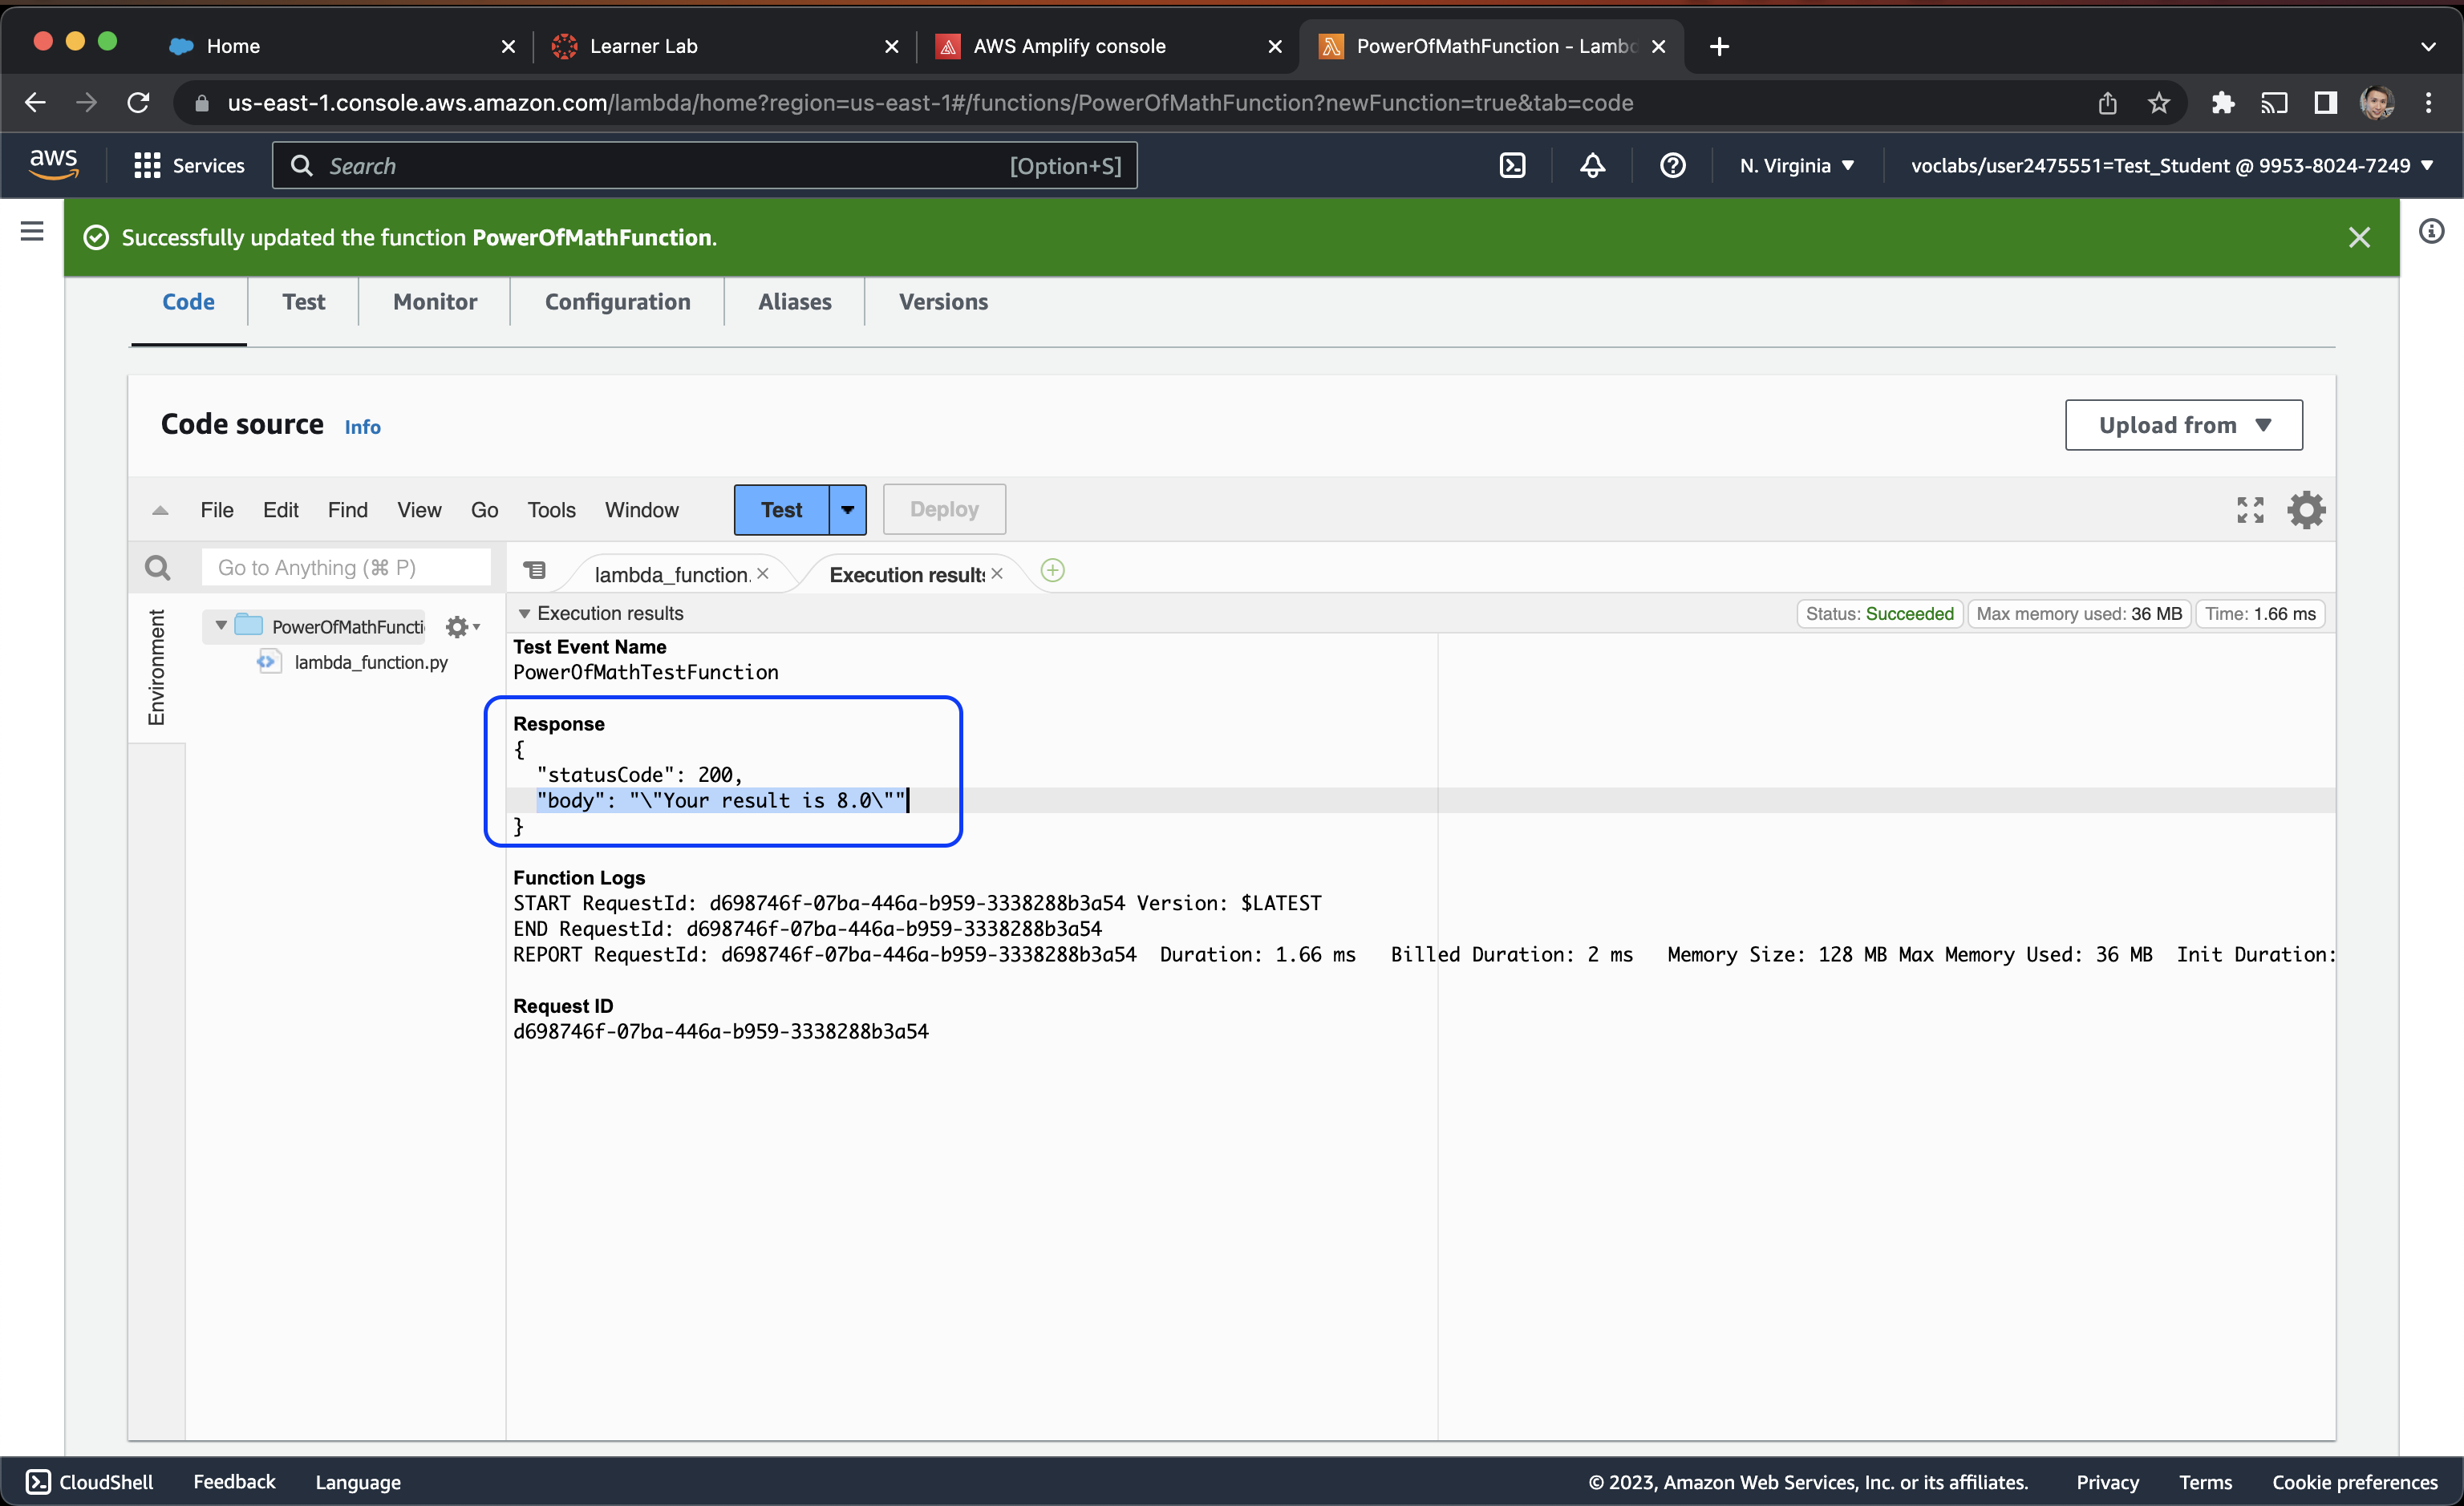 Home
Learner Lab
AWS Amplify console
PowerOfMathFunction - Lamb
us-east-1.console.aws.amazon.com/lambda/home?region=us-east-1#/functions/PowerOfMathFunction?newFunction=true&tab=code
aws
Services
Search
[Option+S]
N. Virginia
voclabs/user2475551=Test_Student @ 9953-8024-7249
Successfully updated the function PowerOfMathFunction.
Code
Test
Monitor
Configuration
Aliases
Versions
Code source Info
Upload from
File Edit Find View Go Tools Window
Test
Deploy
Go to Anything (⌘ P)
lambda_function.
Execution results
Environment
PowerOfMathFuncti
lambda_function.py
Execution results
Status: Succeeded
Max memory used: 36 MB
Time: 1.66 ms
Test Event Name
PowerOfMathTestFunction
Response
{
"statusCode": 200,
"body": "\"Your result is 8.0\""
}
Function Logs
START RequestId: d698746f-07ba-446a-b959-3338288b3a54 Version: $LATEST
END RequestId: d698746f-07ba-446a-b959-3338288b3a54
REPORT RequestId: d698746f-07ba-446a-b959-3338288b3a54 Duration: 1.66 ms Billed Duration: 2 ms Memory Size: 128 MB Max Memory Used: 36 MB Init Duration:
Request ID
d698746f-07ba-446a-b959-3338288b3a54
CloudShell
Feedback
Language
© 2023, Amazon Web Services, Inc. or its affiliates.
Privacy
Terms
Cookie preferences